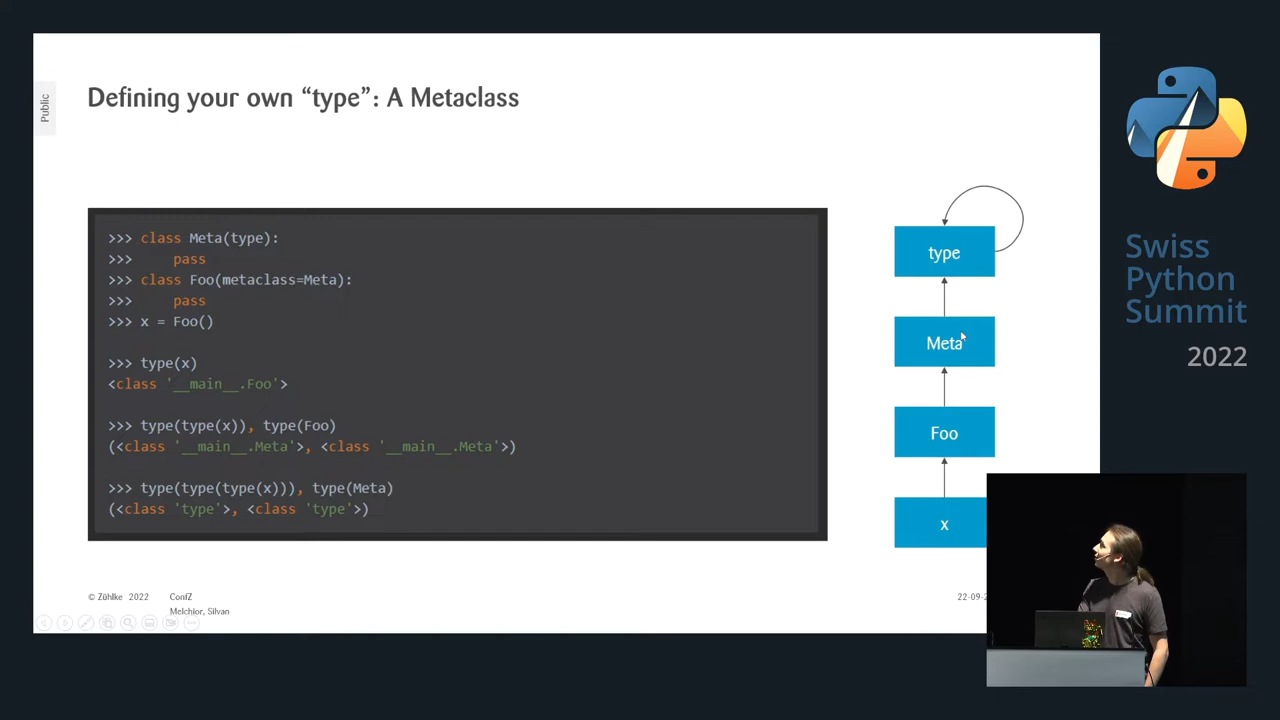 Public
Defining your own “type”: A Metaclass
>>> class Meta(type):
>>>     pass
>>> class Foo(metaclass=Meta):
>>>     pass
>>> x = Foo()
>>> type(x)
<class '__main__.Foo'>
>>> type(type(x)), type(Foo)
(<class '__main__.Meta'>, <class '__main__.Meta'>)
>>> type(type(type(x))), type(Meta)
(<class 'type'>, <class 'type'>)
type
Meta
Foo
x
© Zühlke 2022
ConfZ
Melchior, Silvan
22-09-2
Swiss
Python
Summit
2022